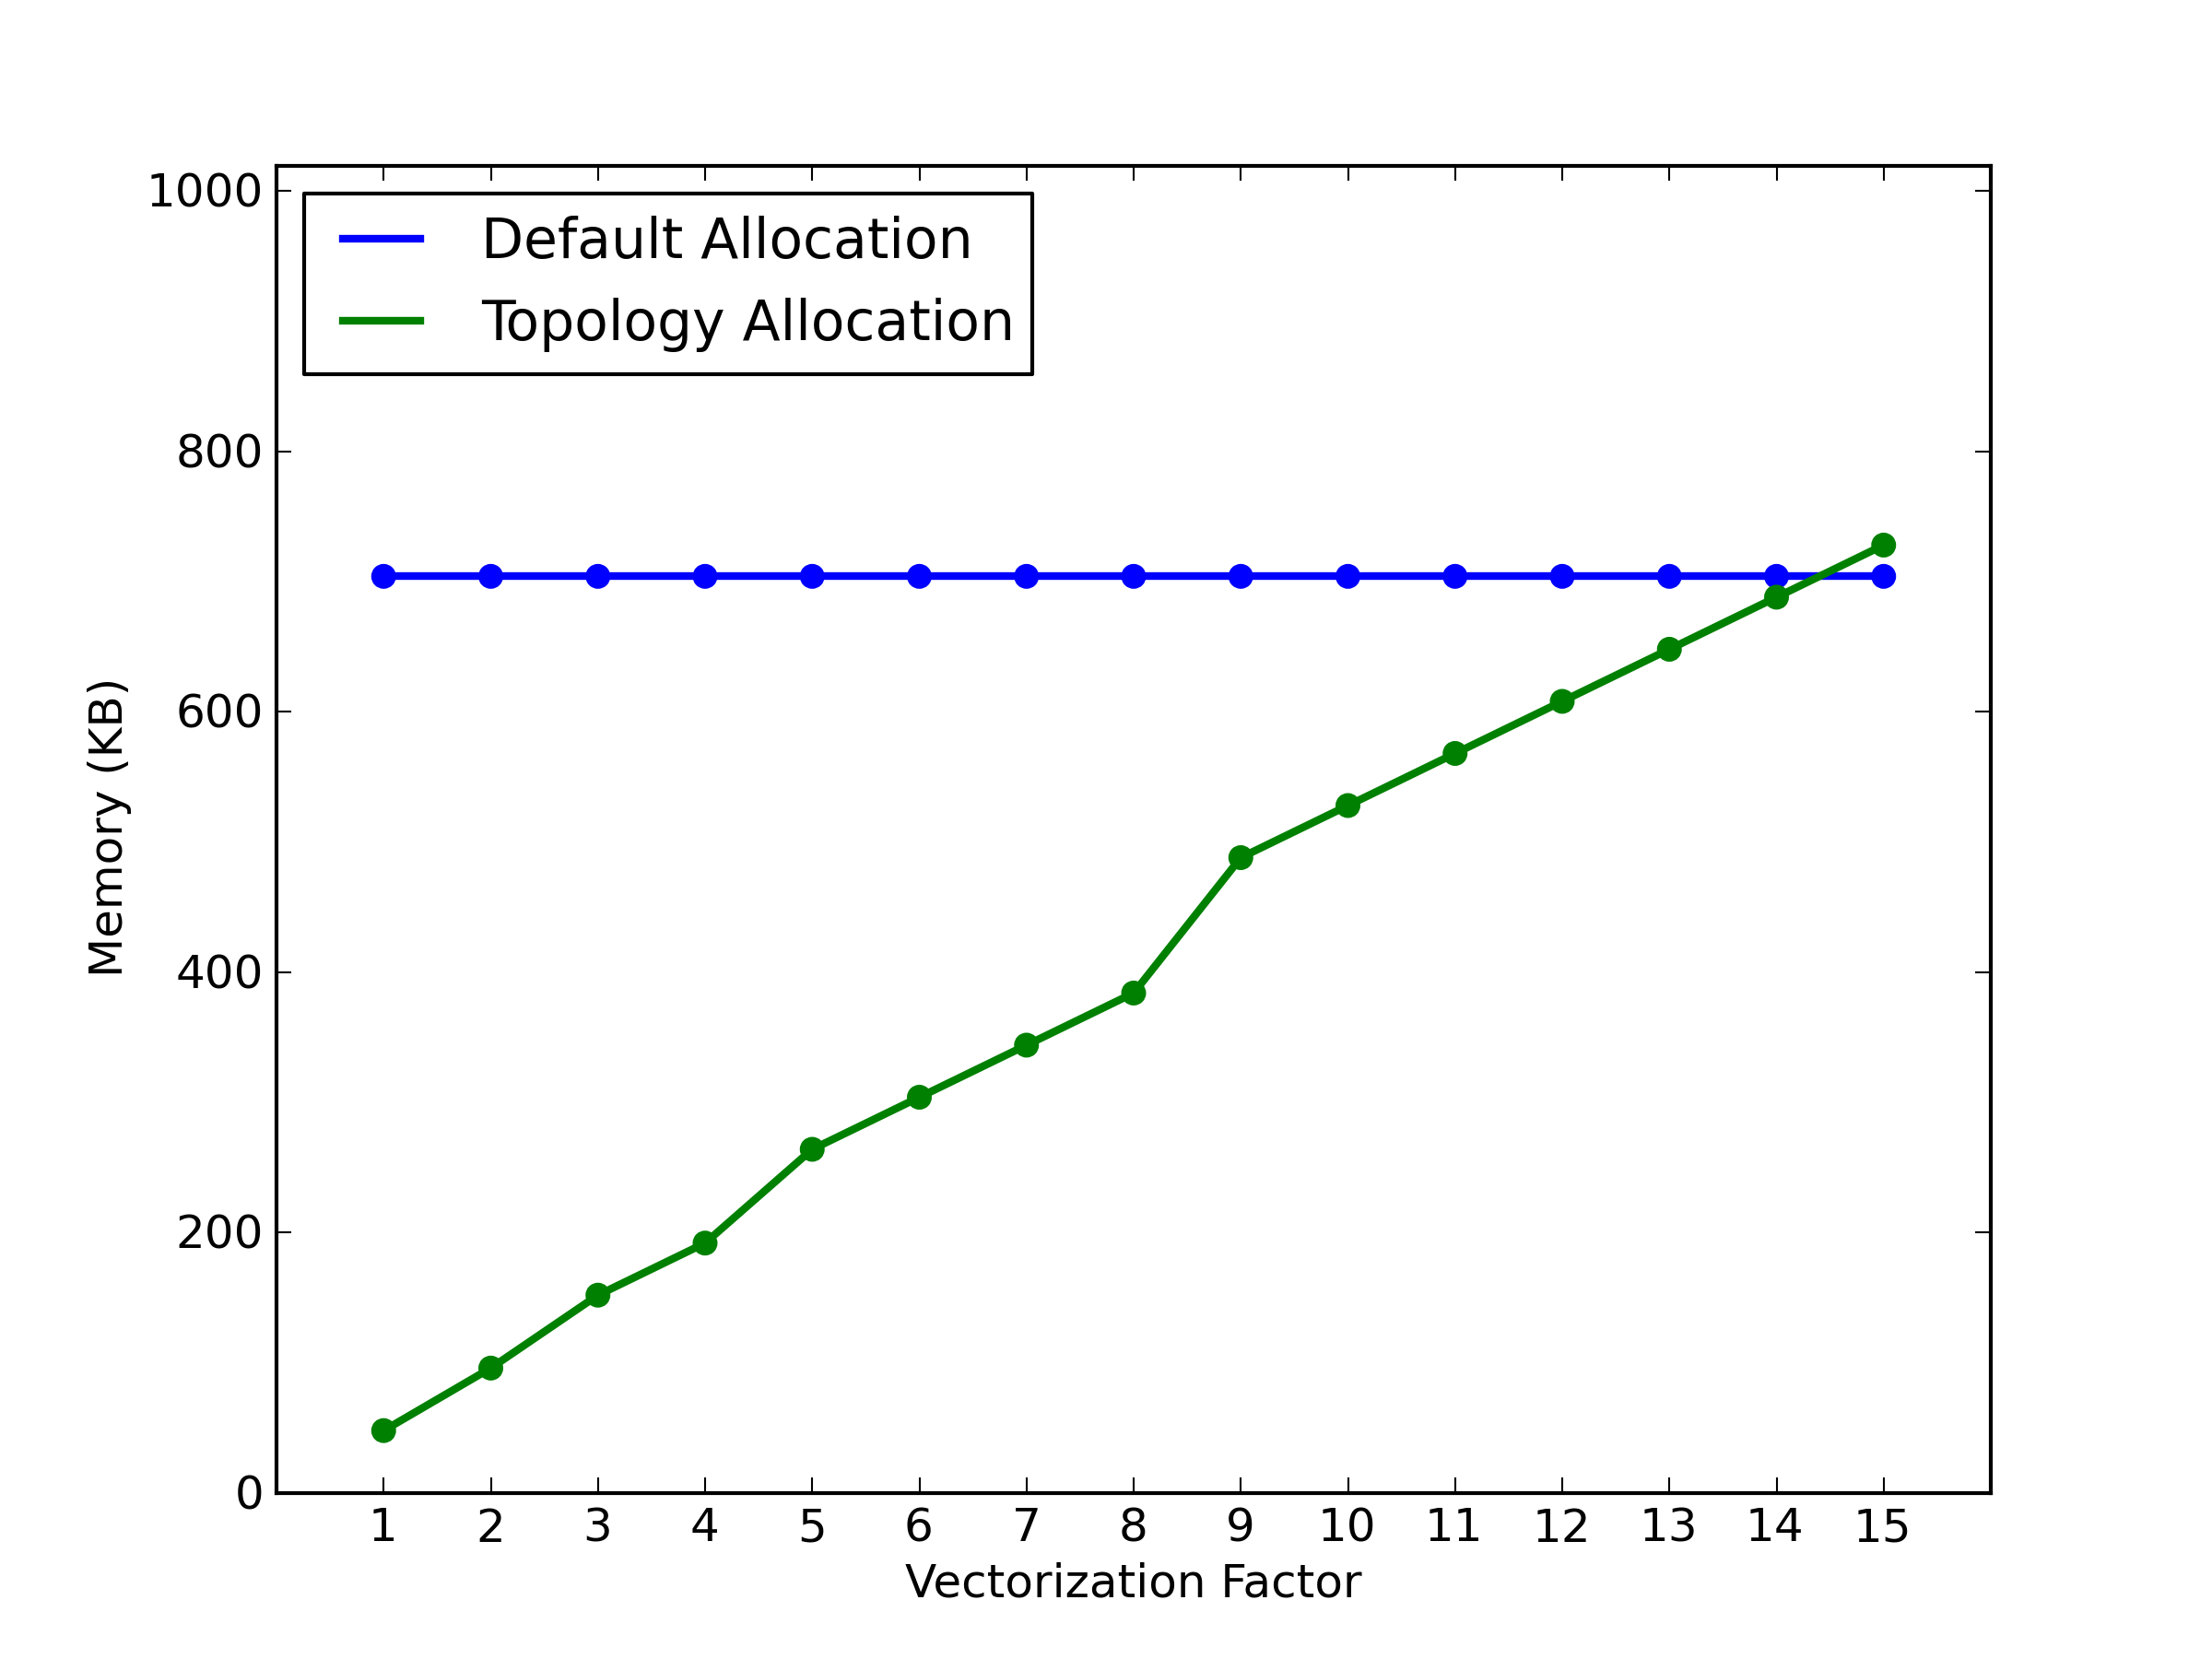 Default Allocation
Topology Allocation
1000
800
600
400
200
0
Memory (KB)
1 2 3 4 5 6 7 8 9 10 11 12 13 14 15
Vectorization Factor